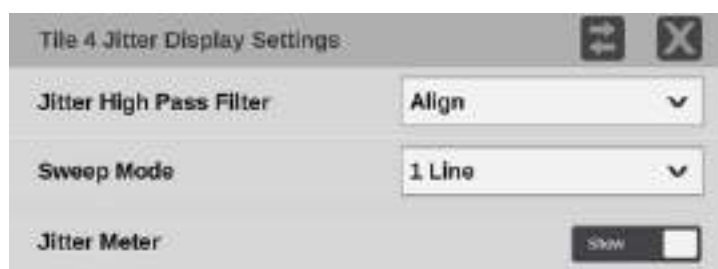 Tile 4 Jitter Display Settings
Jitter High Pass Filter Align
Sweep Mode 1 Line
Jitter Meter Show